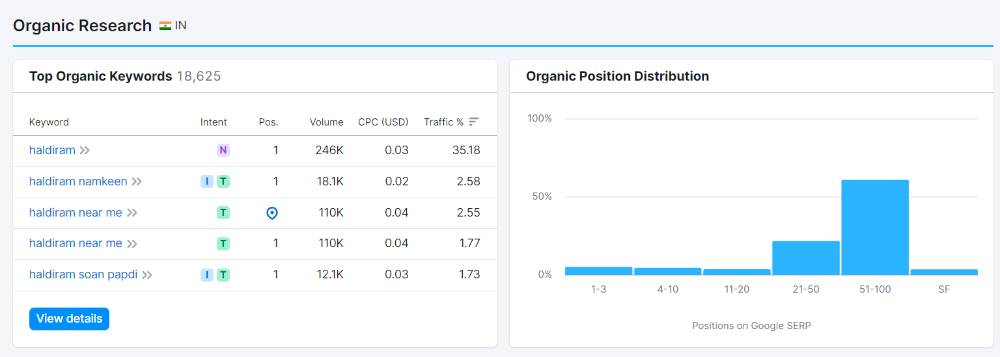 Organic Research IN
Top Organic Keywords 18,625
Keyword Intent Pos. Volume CPC (USD) Traffic %
haldiram N 1 246K 0.03 35.18
haldiram namkeen I T 1 18.1K 0.02 2.58
haldiram near me T 110K 0.04 2.55
haldiram near me T 1 110K 0.04 1.77
haldiram soan papdi I T 1 12.1K 0.03 1.73
View details
Organic Position Distribution
100%
50%
0%
1-3 4-10 11-20 21-50 51-100 SF
Positions on Google SERP